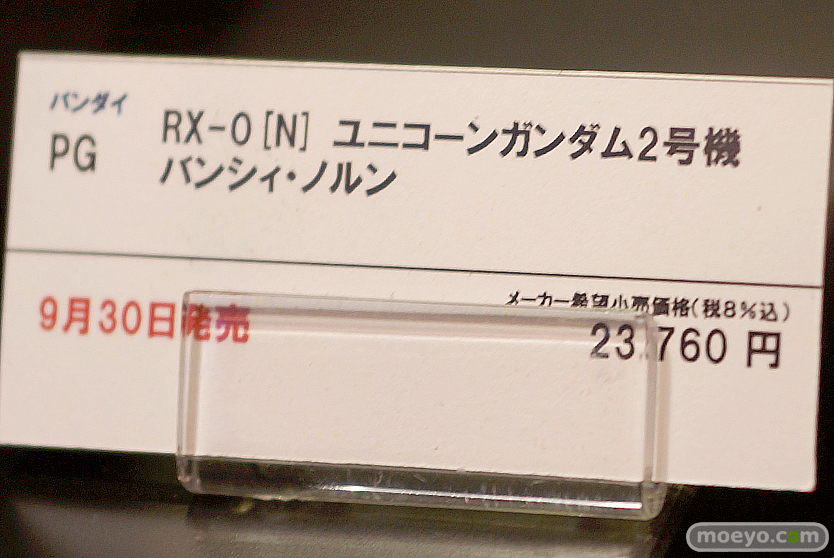 バンダイ
PG
RX-0[N] ユニコーンガンダム2号機
バンシィ・ノルン
9月30日発売
メーカー希望小売価格(税8%込)
23,760 円
moeyo.com